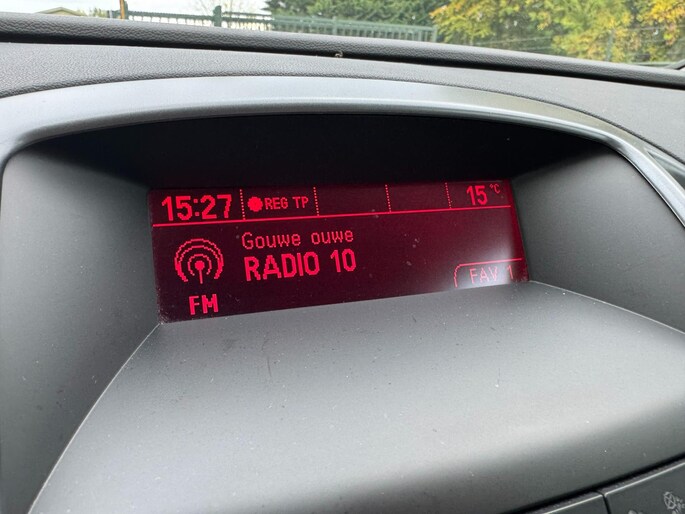 15:27 REG TP 15 °C
Gouwe ouwe
RADIO 10
FM
FAV 1